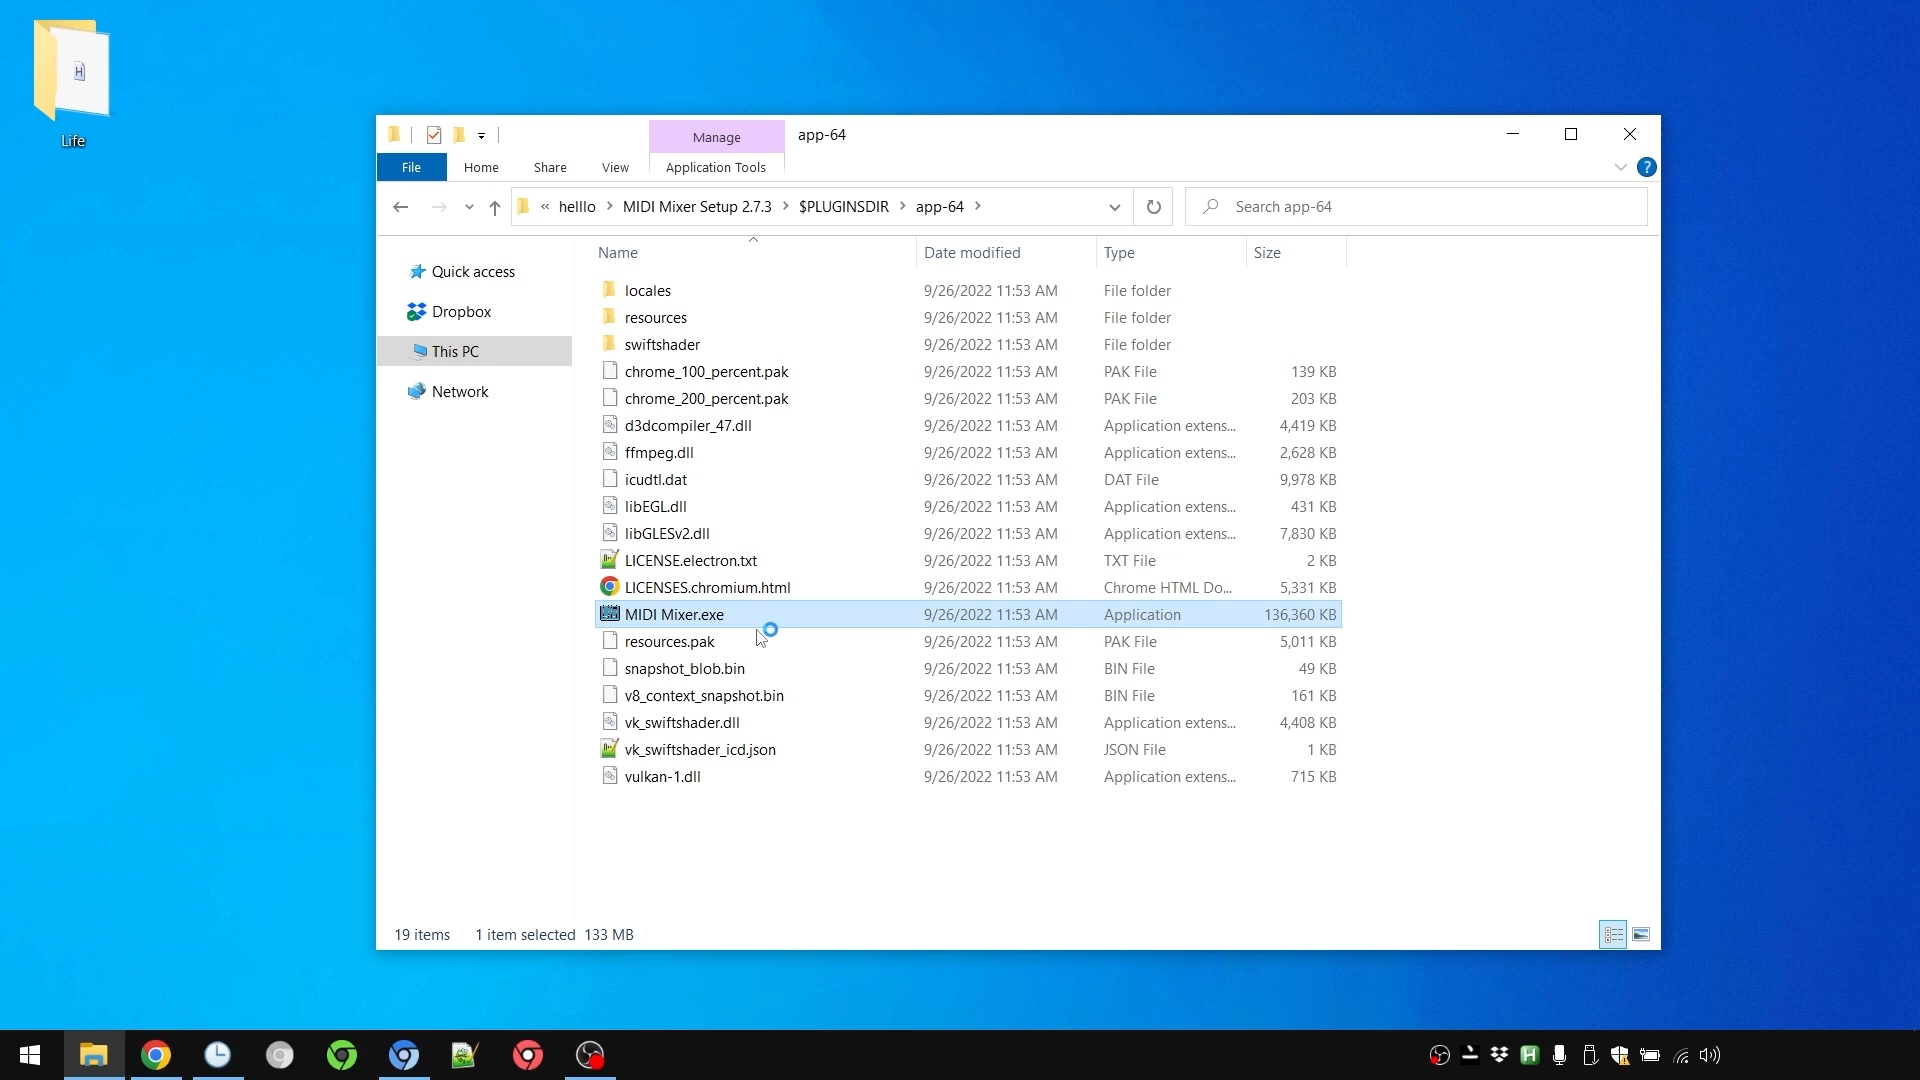 Life
Manage
app-64
File
Home
Share
View
Application Tools
?
« helllo > MIDI Mixer Setup 2.7.3 > $PLUGINSDIR > app-64 >
Search app-64
Quick access
Dropbox
This PC
Network
Name Date modified Type Size
locales 9/26/2022 11:53 AM File folder
resources 9/26/2022 11:53 AM File folder
swiftshader 9/26/2022 11:53 AM File folder
chrome_100_percent.pak 9/26/2022 11:53 AM PAK File 139 KB
chrome_200_percent.pak 9/26/2022 11:53 AM PAK File 203 KB
d3dcompiler_47.dll 9/26/2022 11:53 AM Application extens... 4,419 KB
ffmpeg.dll 9/26/2022 11:53 AM Application extens... 2,628 KB
icudtl.dat 9/26/2022 11:53 AM DAT File 9,978 KB
libEGL.dll 9/26/2022 11:53 AM Application extens... 431 KB
libGLESv2.dll 9/26/2022 11:53 AM Application extens... 7,830 KB
LICENSE.electron.txt 9/26/2022 11:53 AM TXT File 2 KB
LICENSES.chromium.html 9/26/2022 11:53 AM Chrome HTML Do... 5,331 KB
MIDI Mixer.exe 9/26/2022 11:53 AM Application 136,360 KB
resources.pak 9/26/2022 11:53 AM PAK File 5,011 KB
snapshot_blob.bin 9/26/2022 11:53 AM BIN File 49 KB
v8_context_snapshot.bin 9/26/2022 11:53 AM BIN File 161 KB
vk_swiftshader.dll 9/26/2022 11:53 AM Application extens... 4,408 KB
vk_swiftshader_icd.json 9/26/2022 11:53 AM JSON File 1 KB
vulkan-1.dll 9/26/2022 11:53 AM Application extens... 715 KB
19 items 1 item selected 133 MB
H